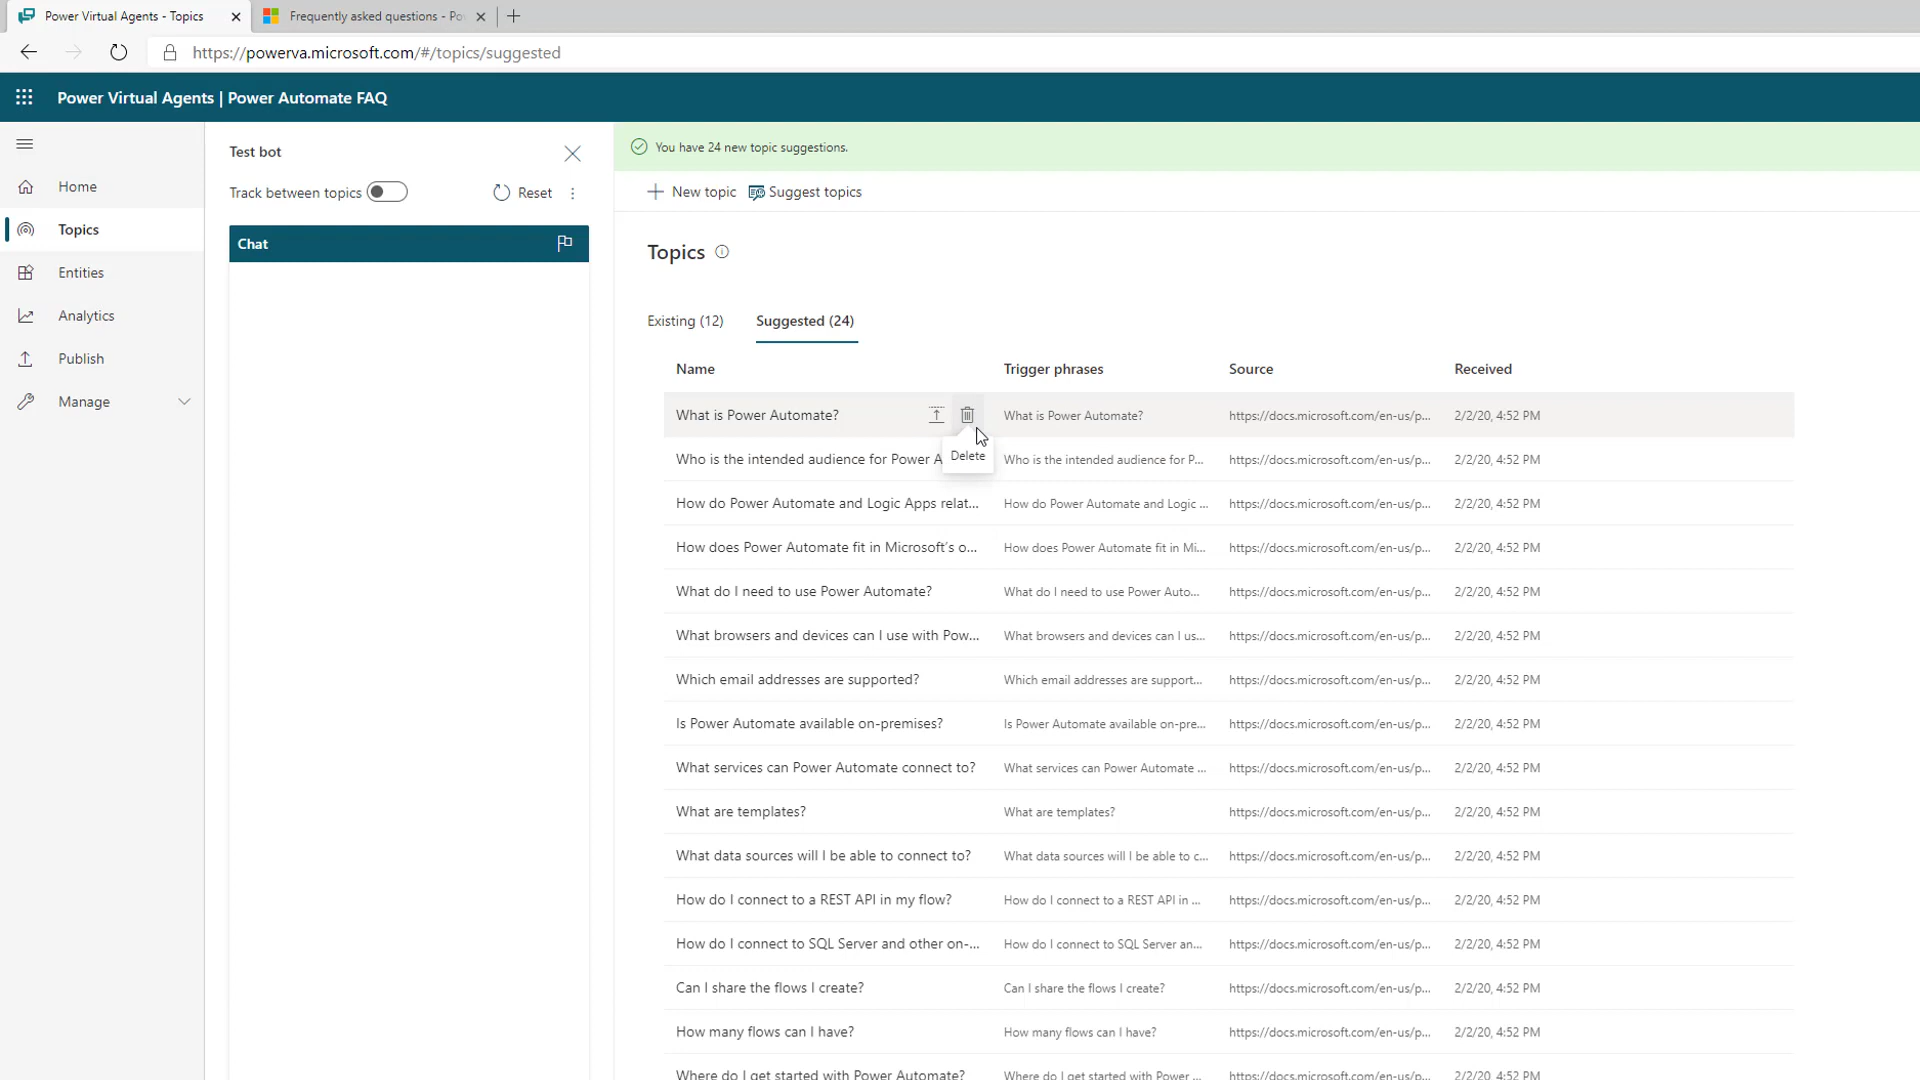 Power Virtual Agents - Topics
Frequently asked questions - Po
https://powerva.microsoft.com/#/topics/suggested
Power Virtual Agents | Power Automate FAQ
Home
Topics
Entities
Analytics
Publish
Manage
Test bot
Track between topics
Reset
Chat
You have 24 new topic suggestions.
New topic
Suggest topics
Topics
Existing (12)
Suggested (24)
Name Trigger phrases Source Received
What is Power Automate? What is Power Automate? https://docs.microsoft.com/en-us/p... 2/2/20, 4:52 PM
Delete
Who is the intended audience for Power A Who is the intended audience for P... https://docs.microsoft.com/en-us/p... 2/2/20, 4:52 PM
How do Power Automate and Logic Apps relat... How do Power Automate and Logic ... https://docs.microsoft.com/en-us/p... 2/2/20, 4:52 PM
How does Power Automate fit in Microsoft's o... How does Power Automate fit in Mi... https://docs.microsoft.com/en-us/p... 2/2/20, 4:52 PM
What do I need to use Power Automate? What do I need to use Power Auto... https://docs.microsoft.com/en-us/p... 2/2/20, 4:52 PM
What browsers and devices can I use with Pow... What browsers and devices can I us... https://docs.microsoft.com/en-us/p... 2/2/20, 4:52 PM
Which email addresses are supported? Which email addresses are support... https://docs.microsoft.com/en-us/p... 2/2/20, 4:52 PM
Is Power Automate available on-premises? Is Power Automate available on-pre... https://docs.microsoft.com/en-us/p... 2/2/20, 4:52 PM
What services can Power Automate connect to? What services can Power Automate ... https://docs.microsoft.com/en-us/p... 2/2/20, 4:52 PM
What are templates? What are templates? https://docs.microsoft.com/en-us/p... 2/2/20, 4:52 PM
What data sources will I be able to connect to? What data sources will I be able to c... https://docs.microsoft.com/en-us/p... 2/2/20, 4:52 PM
How do I connect to a REST API in my flow? How do I connect to a REST API in ... https://docs.microsoft.com/en-us/p... 2/2/20, 4:52 PM
How do I connect to SQL Server and other on-... How do I connect to SQL Server an... https://docs.microsoft.com/en-us/p... 2/2/20, 4:52 PM
Can I share the flows I create? Can I share the flows I create? https://docs.microsoft.com/en-us/p... 2/2/20, 4:52 PM
How many flows can I have? How many flows can I have? https://docs.microsoft.com/en-us/p... 2/2/20, 4:52 PM
Where do I get started with Power Automate? Where do I get started with Power ... https://docs.microsoft.com/en-us/p... 2/2/20, 4:52 PM